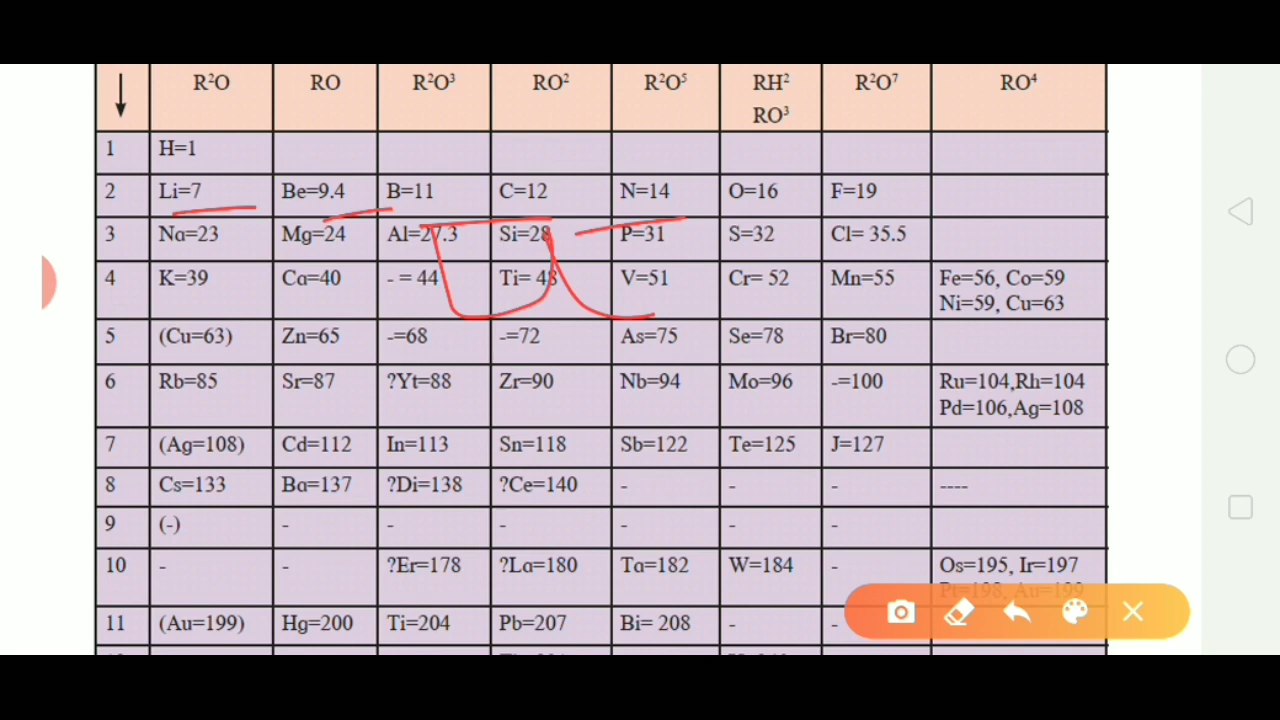 R²O RO R²O³ RO² R²O⁵ RH² R²O⁷ RO⁴
RO³
1 H=1
2 Li=7 Be=9.4 B=11 C=12 N=14 O=16 F=19
3 Na=23 Mg=24 Al=27.3 Si=28 P=31 S=32 Cl= 35.5
4 K=39 Ca=40 - = 44 Ti= 48 V=51 Cr= 52 Mn=55 Fe=56, Co=59
Ni=59, Cu=63
5 (Cu=63) Zn=65 -=68 -=72 As=75 Se=78 Br=80
6 Rb=85 Sr=87 ?Yt=88 Zr=90 Nb=94 Mo=96 -=100 Ru=104,Rh=104
Pd=106,Ag=108
7 (Ag=108) Cd=112 In=113 Sn=118 Sb=122 Te=125 J=127
8 Cs=133 Ba=137 ?Di=138 ?Ce=140 - - - ----
9 (-) - - - - - -
10 - - ?Er=178 ?La=180 Ta=182 W=184 - Os=195, Ir=197
Pt=198, Au=199
11 (Au=199) Hg=200 Ti=204 Pb=207 Bi= 208 - -